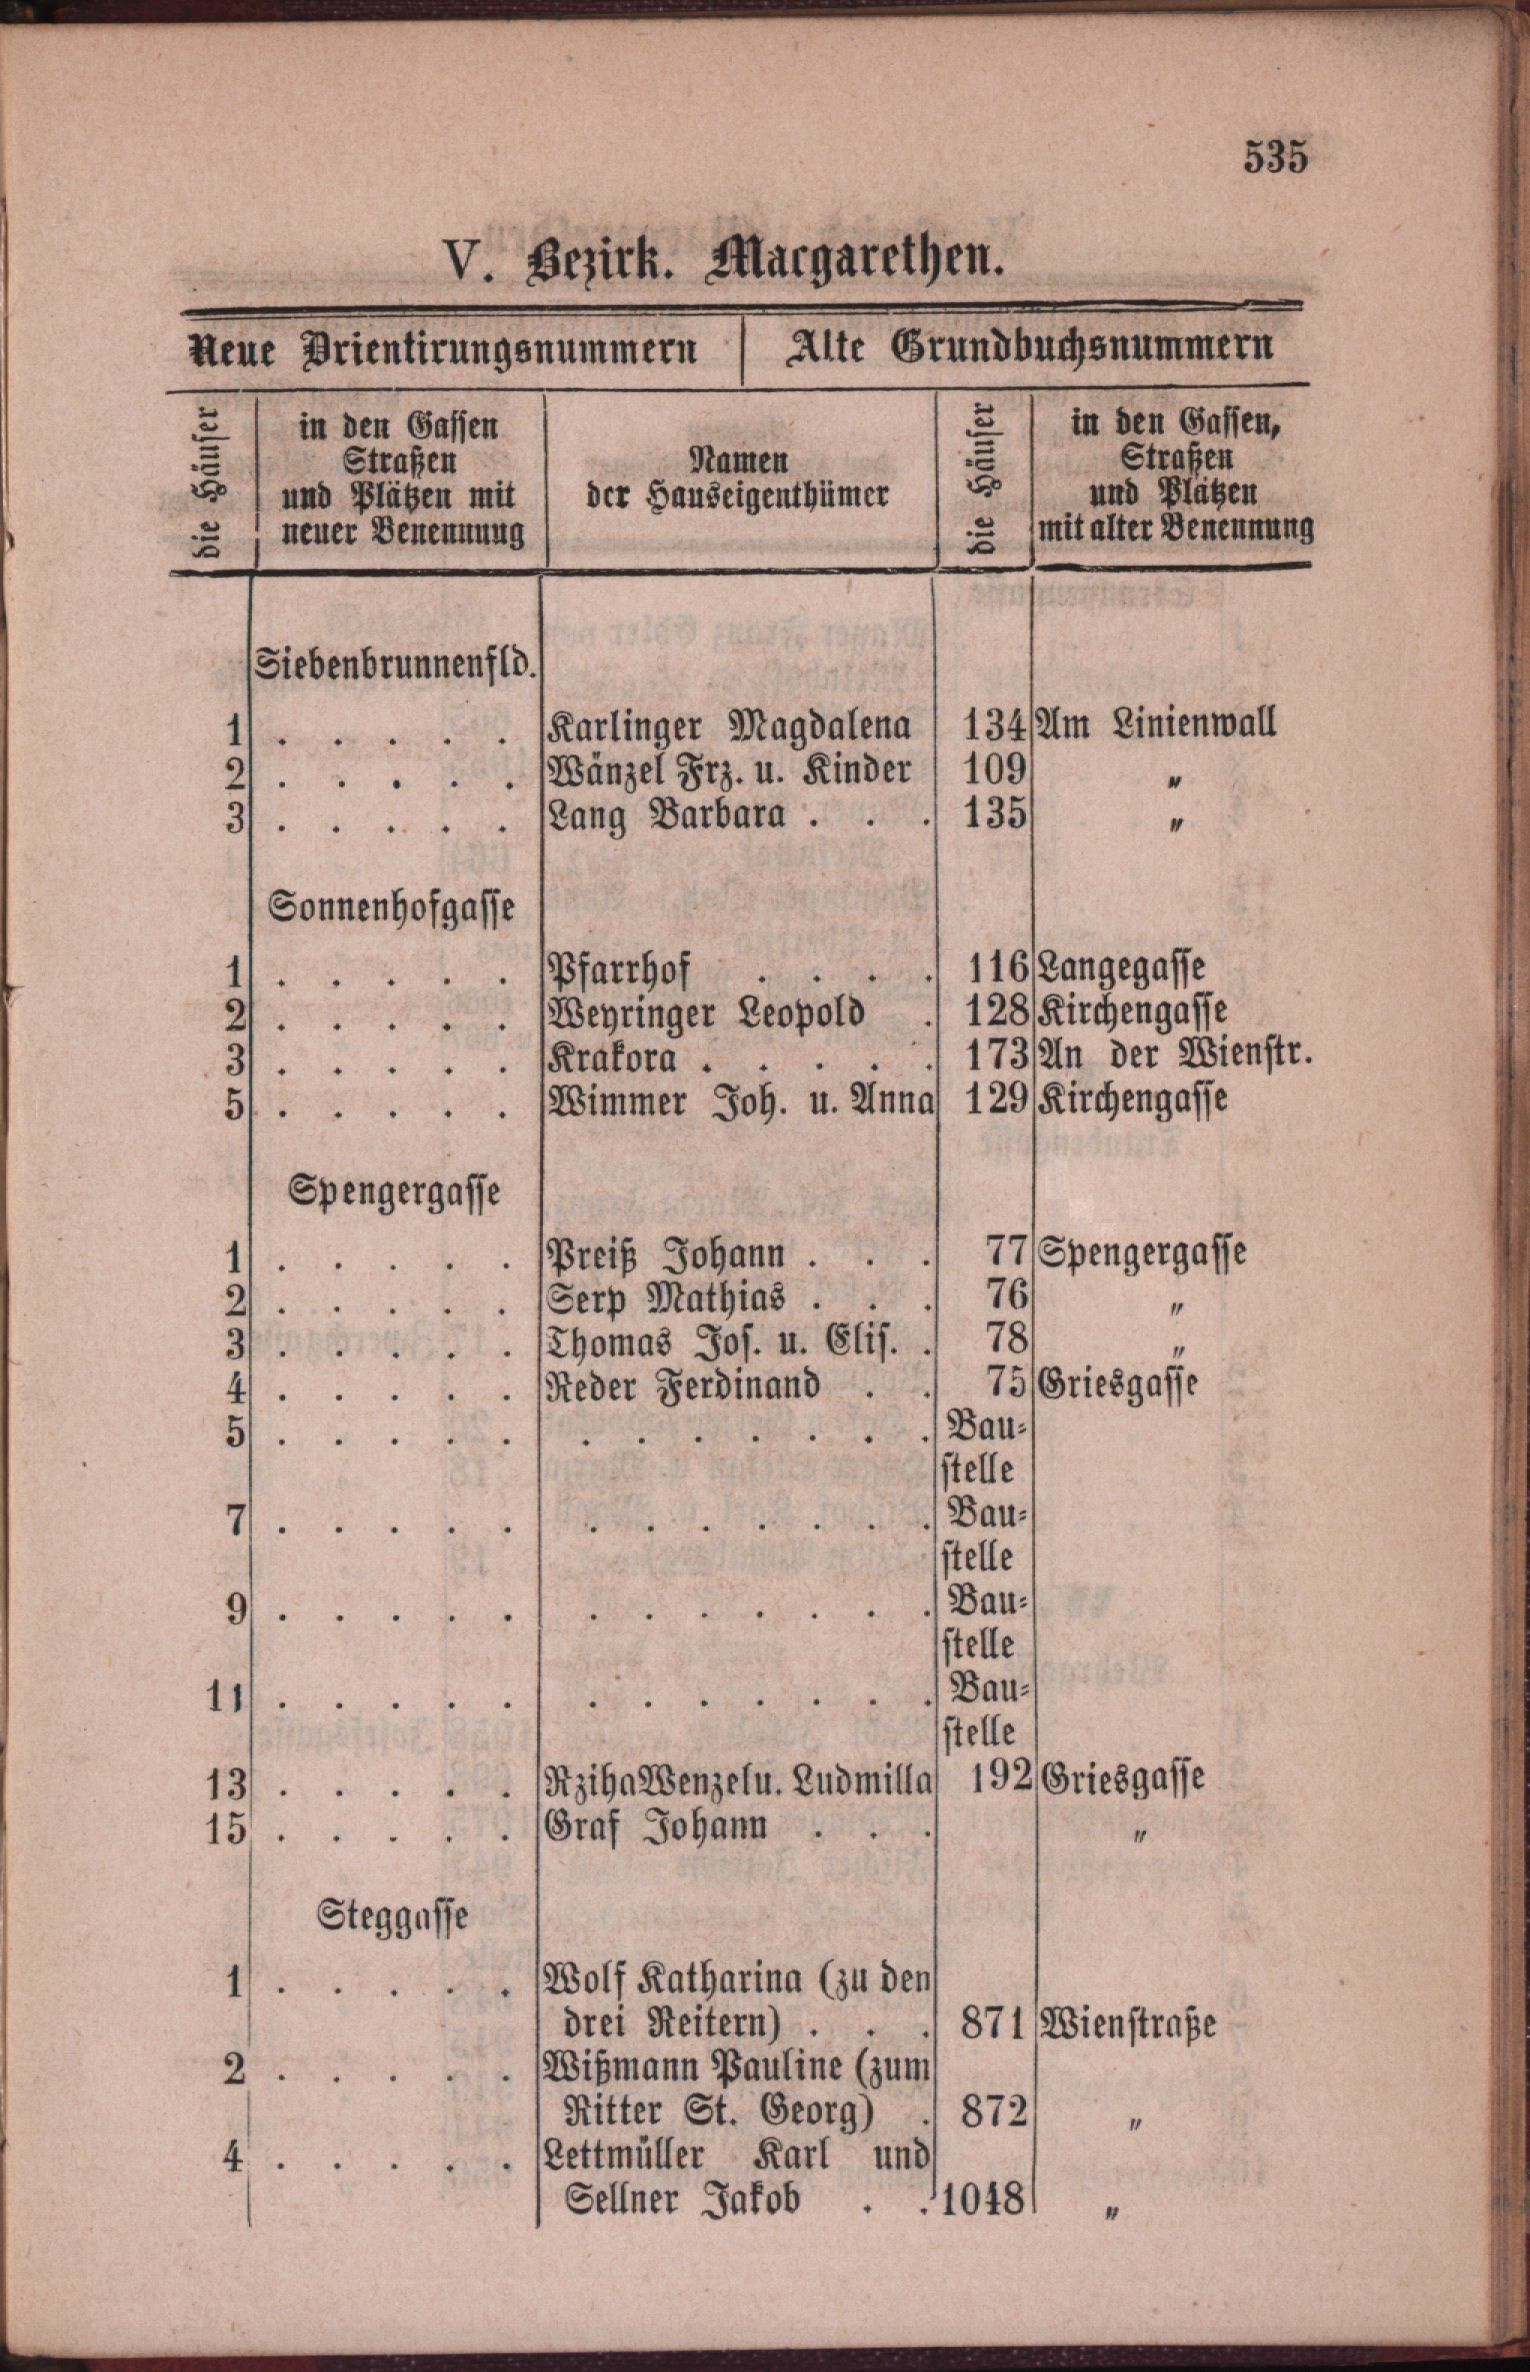 535
V. Bezirk. Macgarethen.
Neue Orientirungsnummern Alte Grundbuchsnummern
die Häuser
in den Gassen
Straßen
und Plätzen mit
neuer Benennung
Namen
der Hauseigenthümer
die Häuser
in den Gassen,
Straßen
und Plätzen
mit alter Benennung
Siebenbrunnenfld.
1 . . . . . Karlinger Magdalena 134 Am Linienwall
2 . . . . . Wänzel Frz. u. Kinder 109 „
3 . . . . . Lang Barbara . . . 135 „
Sonnenhofgasse
1 . . . . . Pfarrhof . . . . 116 Langegasse
2 . . . . . Weyringer Leopold . 128 Kirchengasse
3 . . . . . Krakora . . . . . 173 An der Wienstr.
5 . . . . . Wimmer Joh. u. Anna 129 Kirchengasse
Spengergasse
1 . . . . . Preiß Johann . . . 77 Spengergasse
2 . . . . . Serp Mathias . . . 76 „
3 . . . . . Thomas Jos. u. Elis. . 78 „
4 . . . . . Reder Ferdinand . . 75 Griesgasse
5 . . . . . . . . . . . . Bau-
stelle
7 . . . . . . . . . . . . Bau-
stelle
9 . . . . . . . . . . . . Bau-
stelle
11 . . . . . . . . . . . . Bau-
stelle
13 . . . . . Rziha Wenzel u. Ludmilla 192 Griesgasse
15 . . . . . Graf Johann . . . „
Steggasse
1 . . . . . Wolf Katharina (zu den
drei Reitern) . . . 871 Wienstraße
2 . . . . . Wißmann Pauline (zum
Ritter St. Georg) . 872 „
4 . . . . . Lettmüller Karl und
Sellner Jakob . . 1048 „